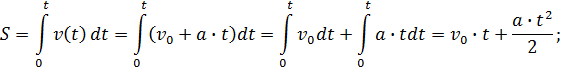 S = ∫₀ᵗ v(t) dt = ∫₀ᵗ (v₀ + a · t)dt = ∫₀ᵗ v₀dt + ∫₀ᵗ a · tdt = v₀ · t + (a · t²)/2;